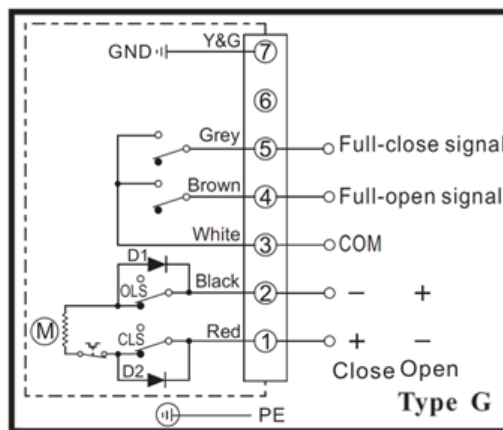 GND Y&G ⑦
⑥
Grey ⑤ Full-close signal
Brown ④ Full-open signal
White ③ COM
D1
OLS Black ② − +
M CLS Red ① + −
D2 Close Open
PE Type G